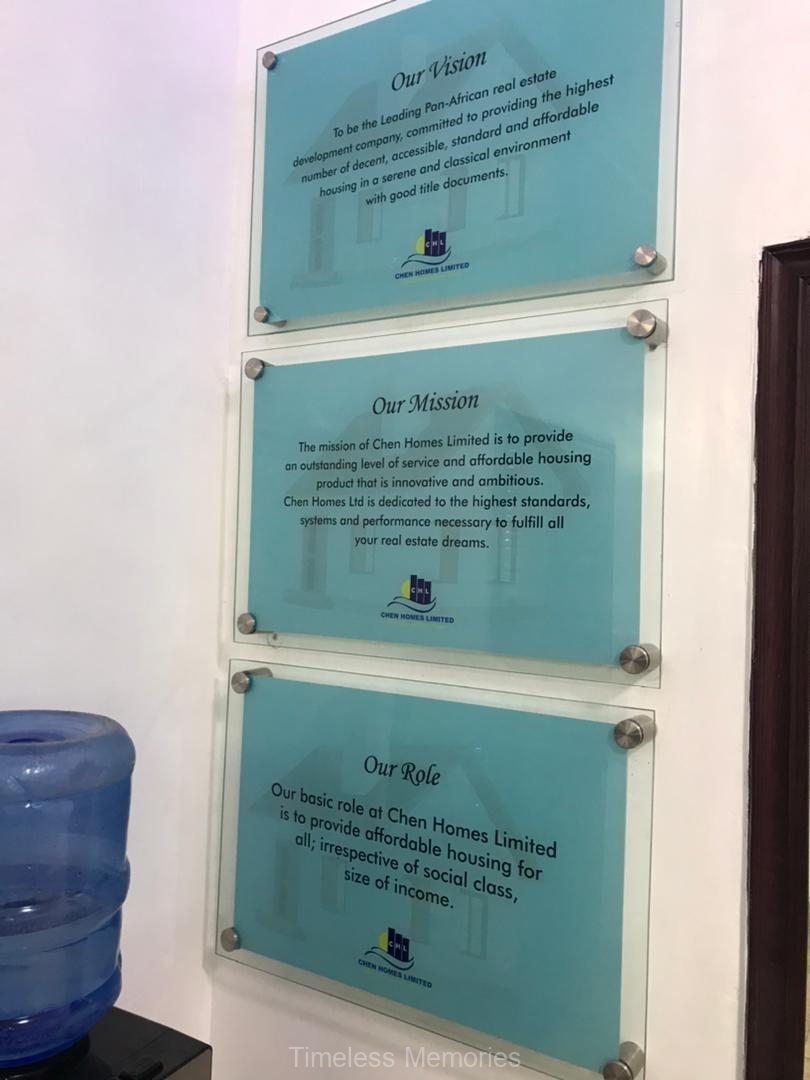 Our Vision
To be the Leading Pan-African real estate
development company, committed to providing the highest
number of decent, accessible, standard and affordable
housing in a serene and classical environment
with good title documents.
CHL
CHEN HOMES LIMITED
Our Mission
The mission of Chen Homes Limited is to provide
an outstanding level of service and affordable housing
product that is innovative and ambitious.
Chen Homes Ltd is dedicated to the highest standards,
systems and performance necessary to fulfill all
your real estate dreams.
CHL
CHEN HOMES LIMITED
Our Role
Our basic role at Chen Homes Limited
is to provide affordable housing for
all; irrespective of social class,
size of income.
CHL
CHEN HOMES LIMITED
Timeless Memories